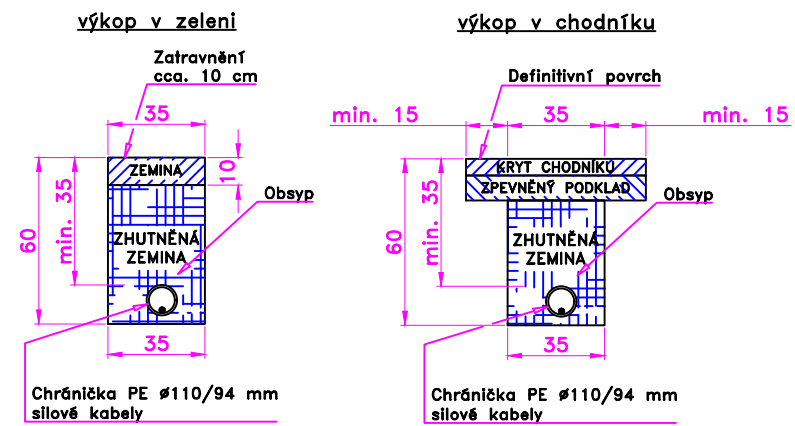 výkop v zeleni
Zatravnění
cca. 10 cm
35
ZEMINA
10
Obsyp
60
min. 35
ZHUTNĚNÁ
ZEMINA
35
Chránička PE ø110/94 mm
silové kabely
výkop v chodníku
Definitivní povrch
min. 15
35
min. 15
KRYT CHODNÍKU
ZPEVNĚNÝ PODKLAD
Obsyp
60
min. 35
ZHUTNĚNÁ
ZEMINA
35
Chránička PE ø110/94 mm
silové kabely